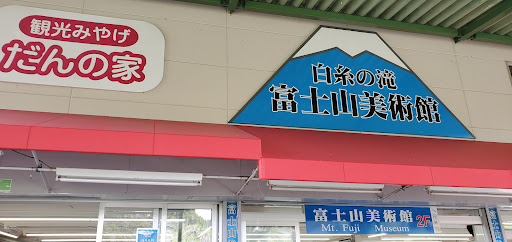 観光みやげ
だんの家
白糸の滝
富士山美術館
富士山美術館 2F
Mt. Fuji Museum